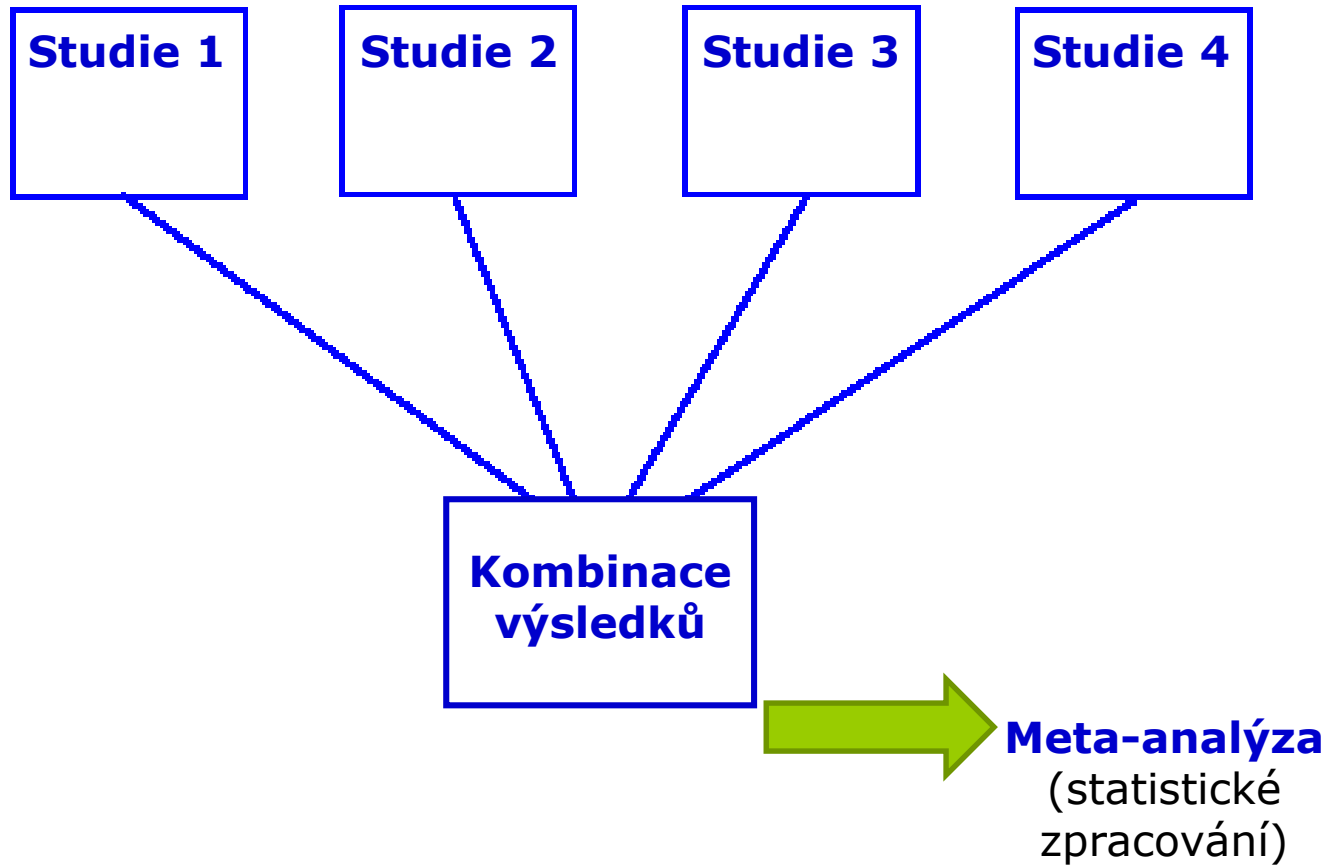 Studie 1
Studie 2
Studie 3
Studie 4
Kombinace
výsledků
Meta-analýza
(statistické
zpracování)